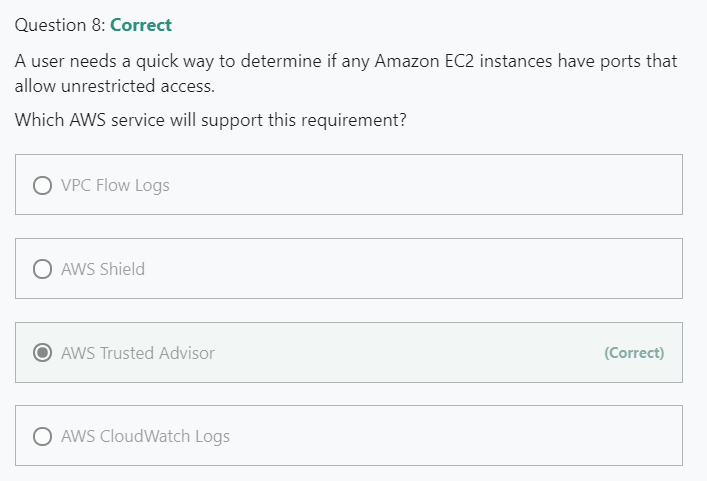 Question 8: Correct
A user needs a quick way to determine if any Amazon EC2 instances have ports that
allow unrestricted access.
Which AWS service will support this requirement?
VPC Flow Logs
AWS Shield
AWS Trusted Advisor (Correct)
AWS CloudWatch Logs